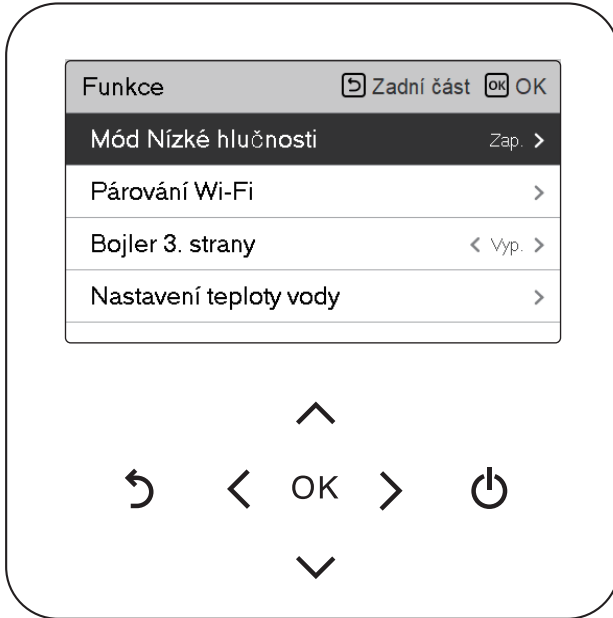 Funkce Zadní část OK OK
Mód Nízké hlučnosti Zap. >
Párování Wi-Fi >
Bojler 3. strany < Vyp. >
Nastavení teploty vody >
OK